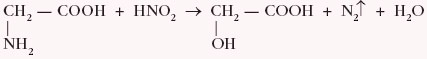 CH₂ — COOH + HNO₂ → CH₂ — COOH + N₂↑ + H₂O
| |
NH₂ OH